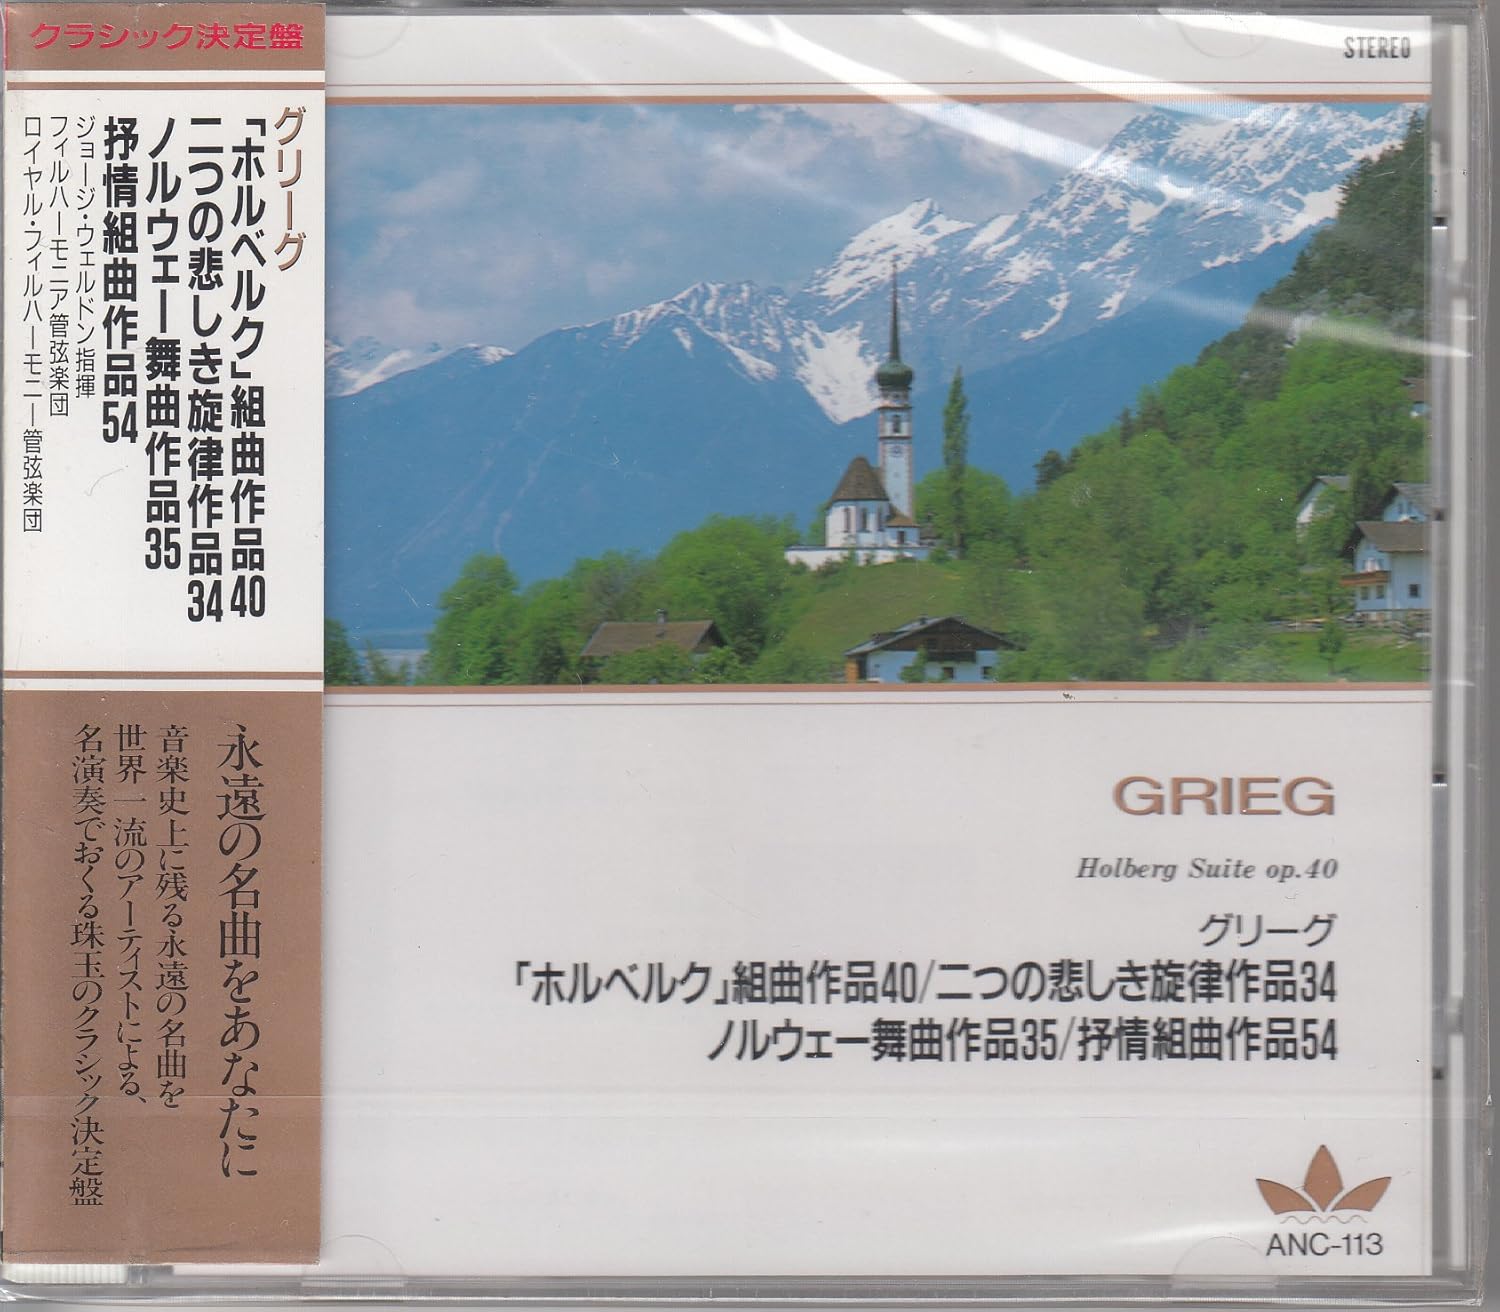 クラシック決定盤
グリーグ
「ホルベルク」組曲作品40
二つの悲しき旋律作品34
ノルウェー舞曲作品35
抒情組曲作品54
ジョージ・ウェルドン指揮
フィルハーモニア管弦楽団
ロイヤル・フィルハーモニー管弦楽団
永遠の名曲をあなたに
音楽史上に残る永遠の名曲を
世界一流のアーティストによる、
名演奏でおくる珠玉のクラシック決定盤
STEREO
GRIEG
Holberg Suite op.40
グリーグ
「ホルベルク」組曲作品40/二つの悲しき旋律作品34
ノルウェー舞曲作品35/抒情組曲作品54
ANC-113